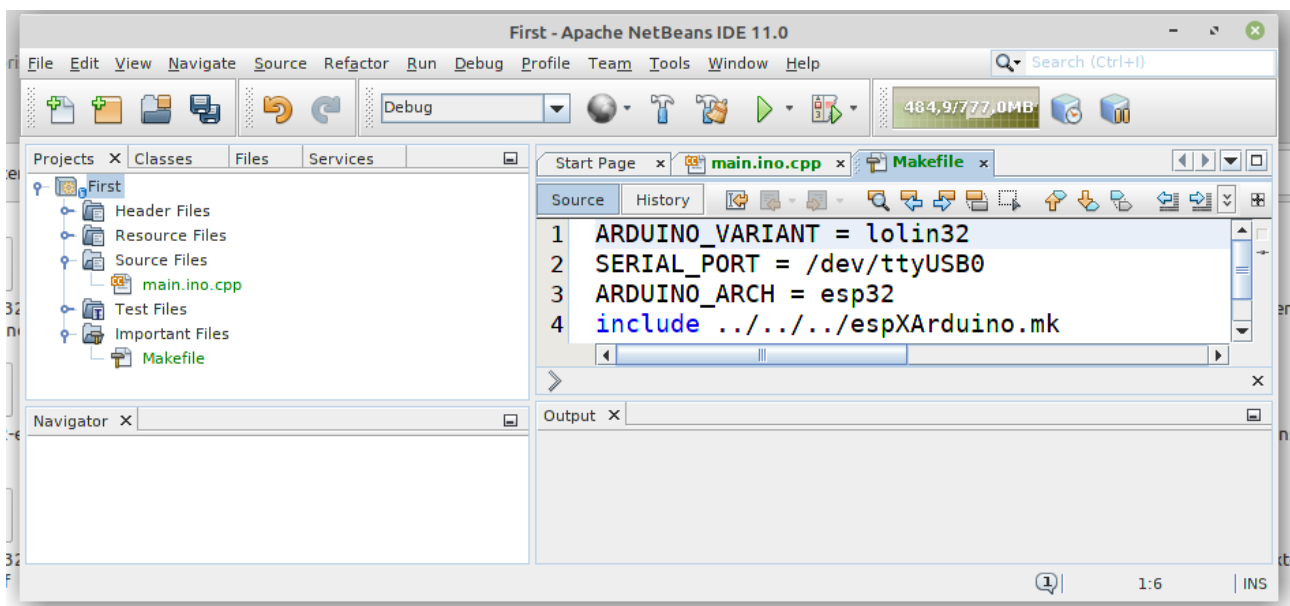 First - Apache NetBeans IDE 11.0
File Edit View Navigate Source Refactor Run Debug Profile Team Tools Window Help
Search (Ctrl+I)
Debug
484,9/777,0MB
Projects Classes Files Services
First
Header Files
Resource Files
Source Files
main.ino.cpp
Test Files
Important Files
Makefile
Start Page main.ino.cpp Makefile
Source History
1 ARDUINO_VARIANT = lolin32
2 SERIAL_PORT = /dev/ttyUSB0
3 ARDUINO_ARCH = esp32
4 include ../../../espXArduino.mk
Navigator
Output
1
1:6
INS